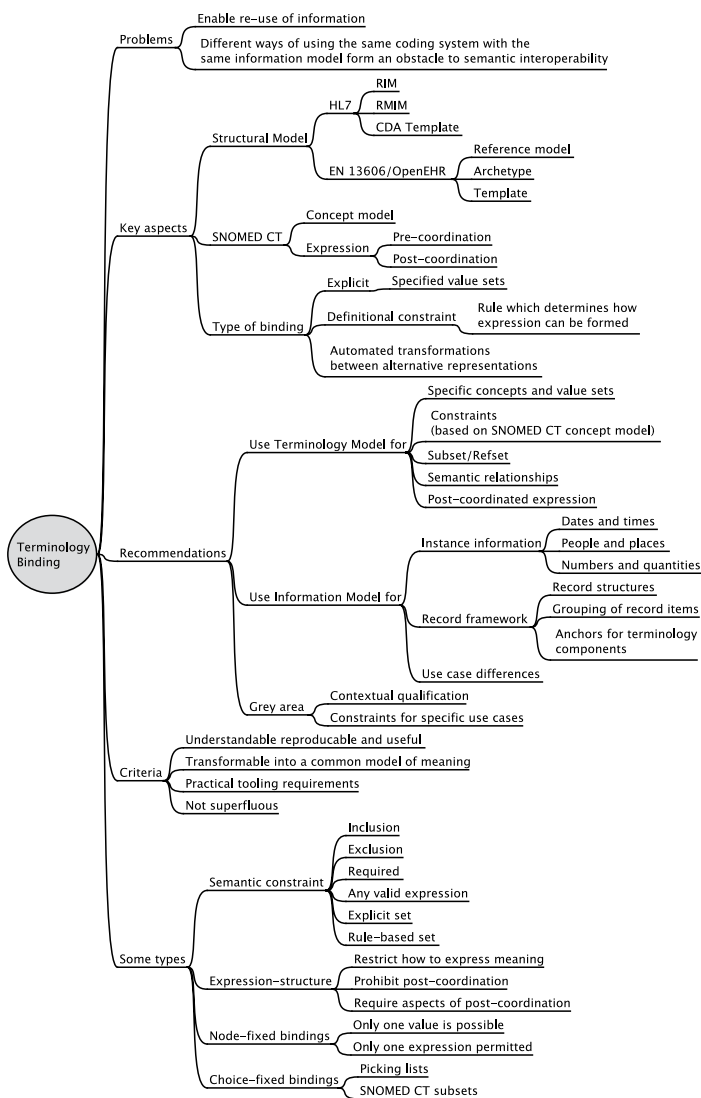 Enable re-use of information
Problems
Different ways of using the same coding system with the
same information model form an obstacle to semantic interoperability
RIM
HL7
RMIM
CDA Template
Structural Model
Reference model
EN 13606/OpenEHR
Archetype
Template
Key aspects
Concept model
SNOMED CT
Pre-coordination
Expression
Post-coordination
Explicit
Specified value sets
Type of binding
Definitional constraint
Rule which determines how
expression can be formed
Automated transformations
between alternative representations
Specific concepts and value sets
Constraints
(based on SNOMED CT concept model)
Use Terminology Model for
Subset/Refset
Semantic relationships
Post-coordinated expression
Terminology
Binding
Recommendations
Dates and times
Instance information
People and places
Numbers and quantities
Use Information Model for
Record structures
Record framework
Grouping of record items
Anchors for terminology
components
Use case differences
Grey area
Contextual qualification
Constraints for specific use cases
Understandable reproducable and useful
Transformable into a common model of meaning
Criteria
Practical tooling requirements
Not superfluous
Inclusion
Exclusion
Semantic constraint
Required
Any valid expression
Explicit set
Rule-based set
Some types
Restrict how to express meaning
Expression-structure
Prohibit post-coordination
Require aspects of post-coordination
Node-fixed bindings
Only one value is possible
Only one expression permitted
Choice-fixed bindings
Picking lists
SNOMED CT subsets